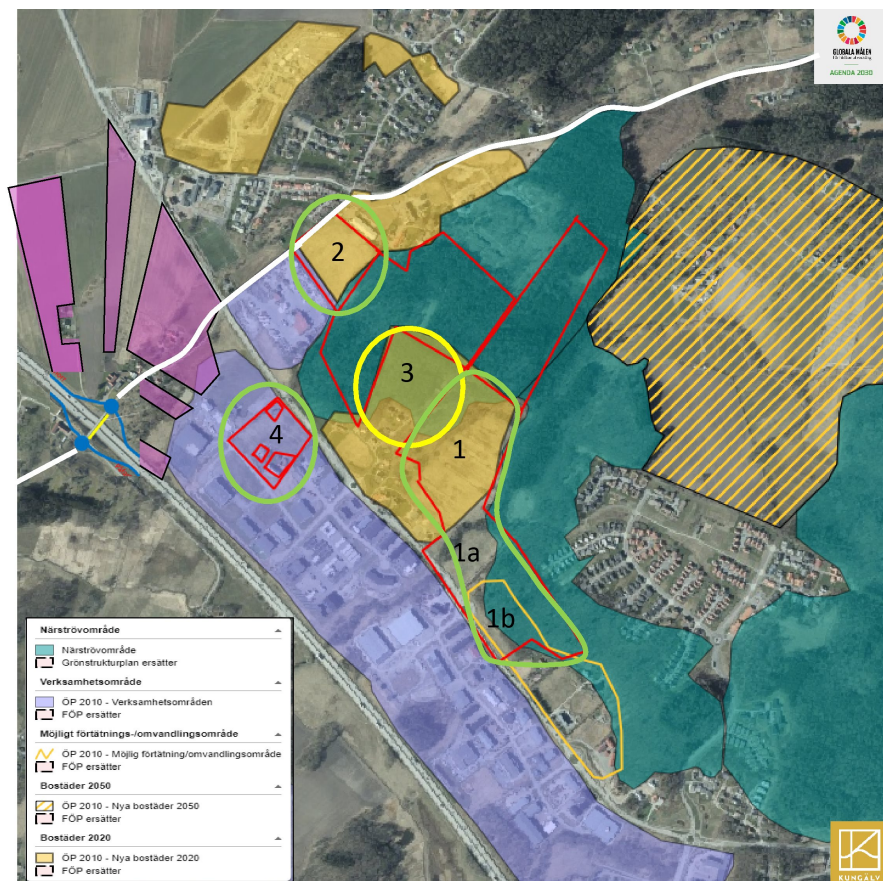 GLOBALA MÅLEN
AGENDA 2030
2
3
4
1
1a
1b
Närströvområde
Närströvområde
Grönstrukturplan ersätter
Verksamhetsområde
ÖP 2010 - Verksamhetsområden
FÖP ersätter
Möjligt förtätnings-/omvandlingsområde
ÖP 2010 - Möjlig förtätning/omvandlingsområde
FÖP ersätter
Bostäder 2050
ÖP 2010 - Nya bostäder 2050
FÖP ersätter
Bostäder 2020
ÖP 2010 - Nya bostäder 2020
FÖP ersätter
KUNGÄLV